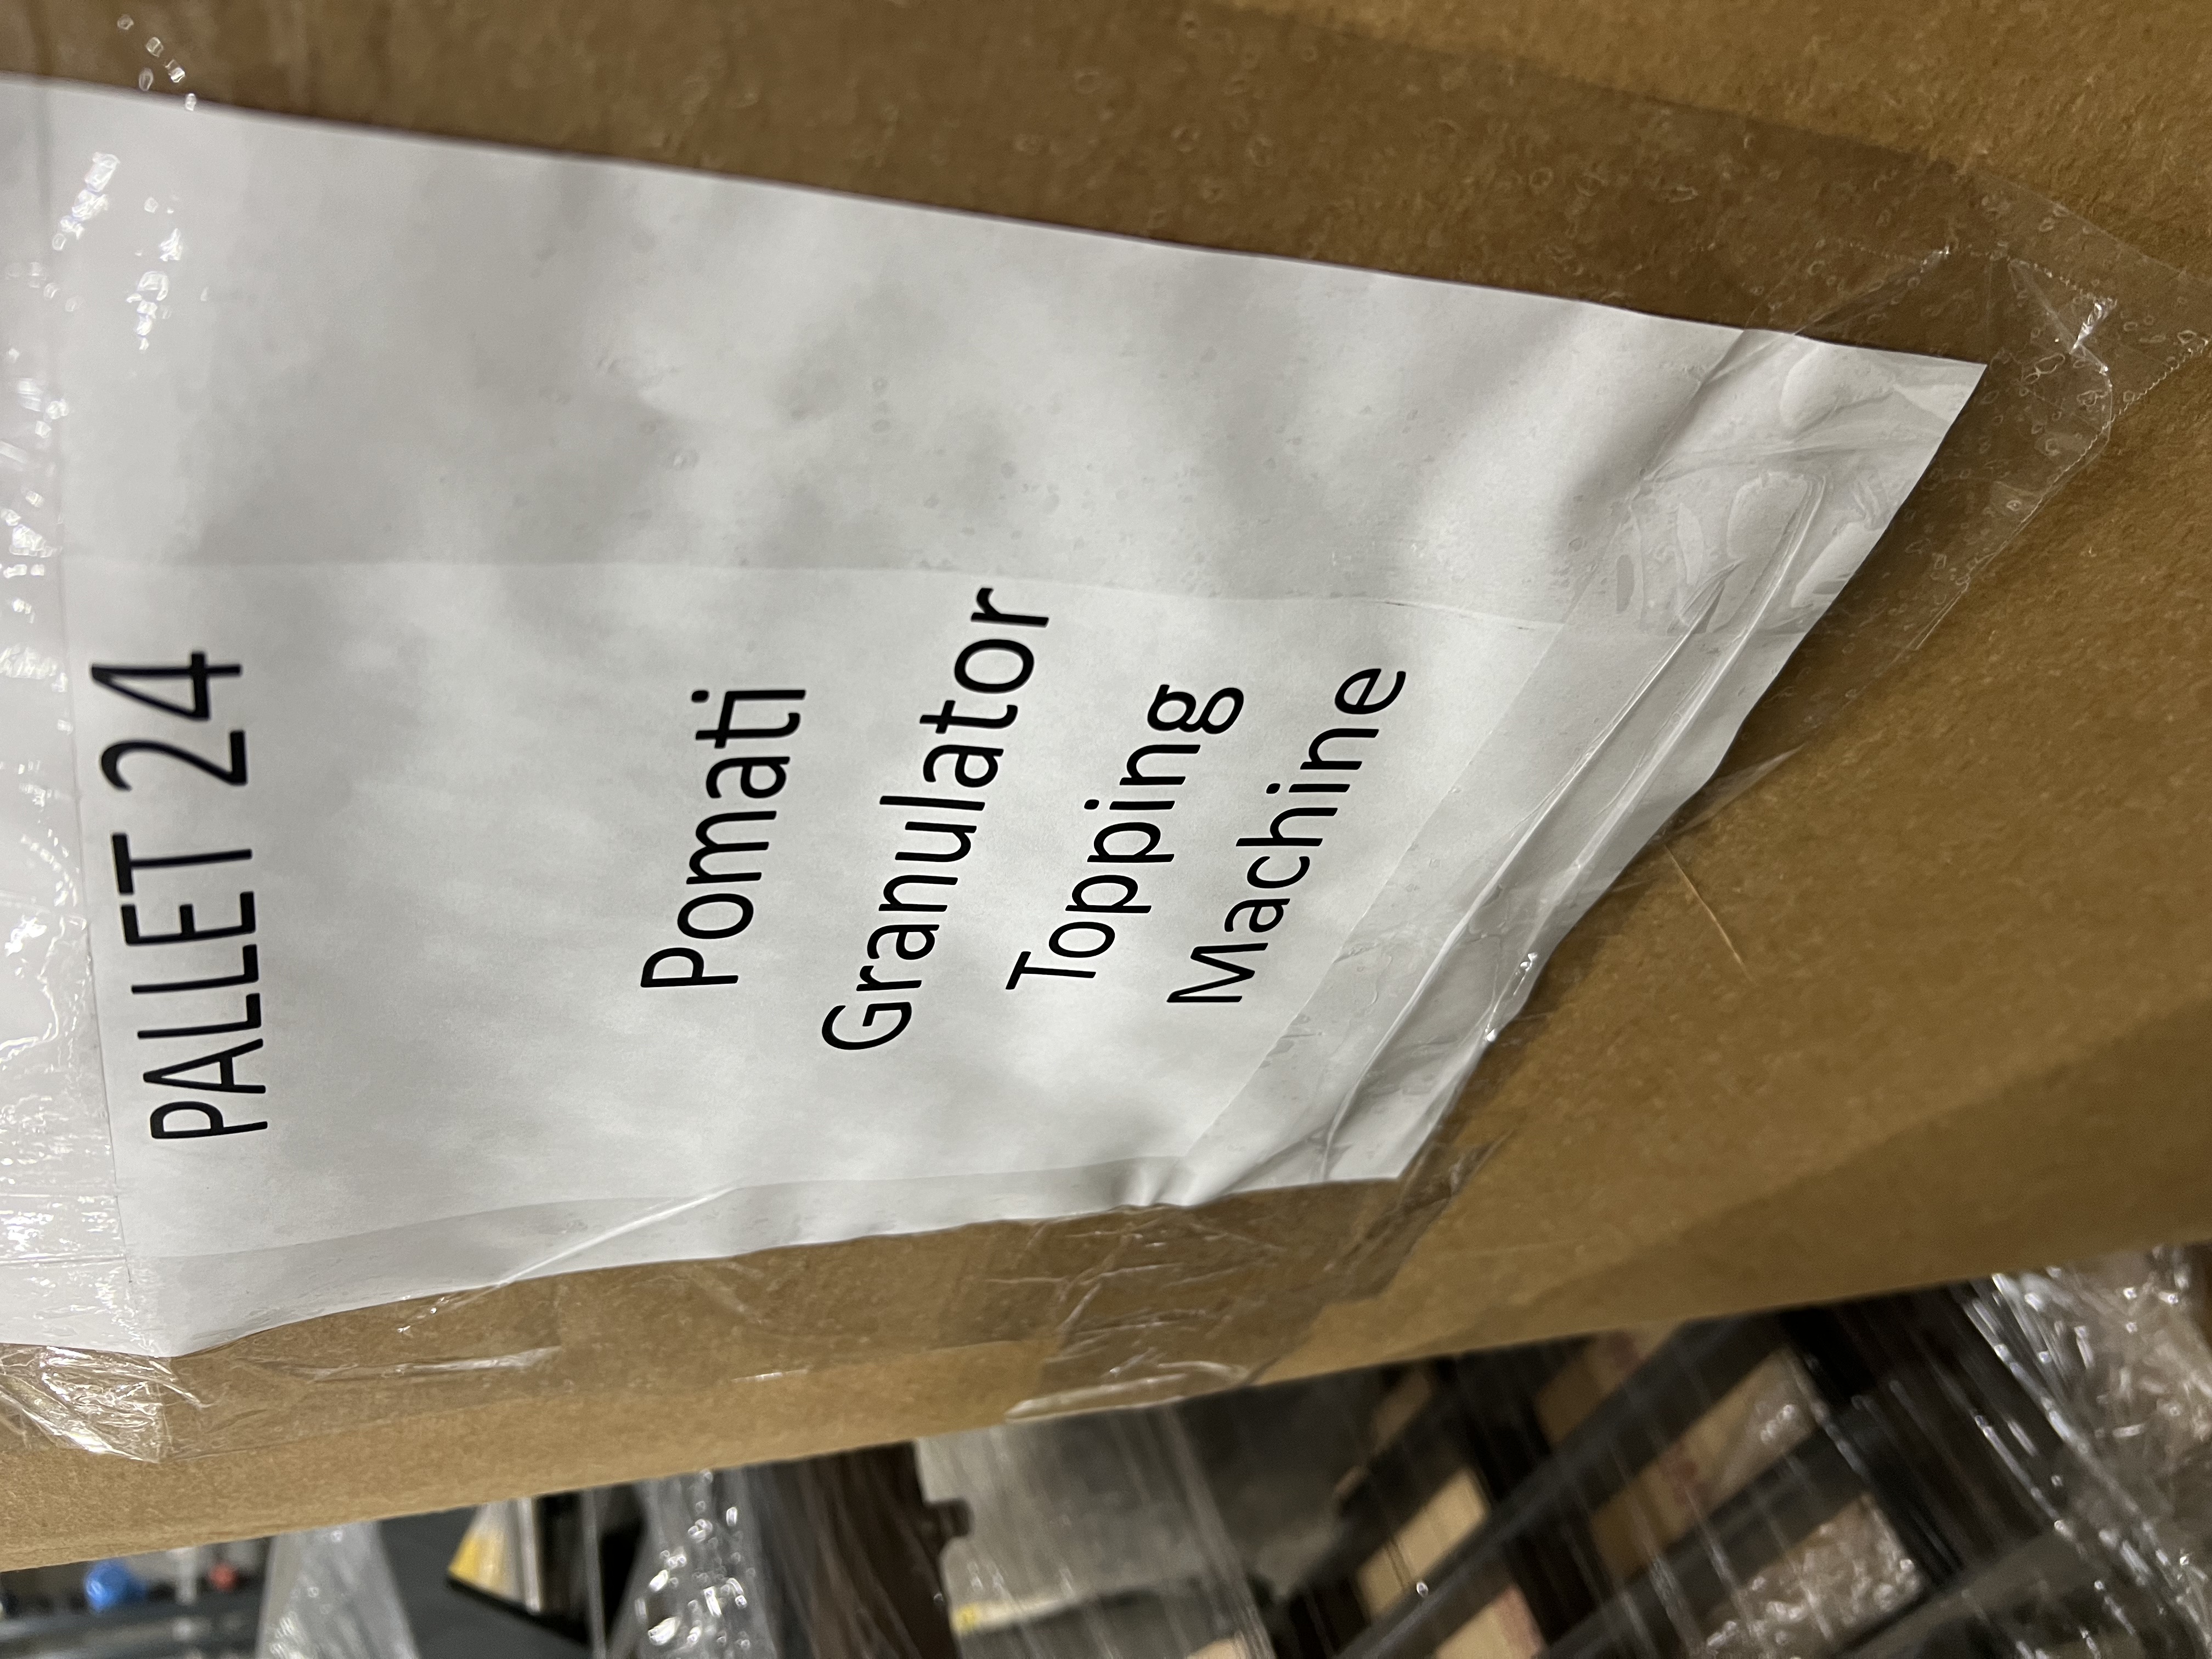 PALLET 24
Pomati
Granulator
Topping
Machine